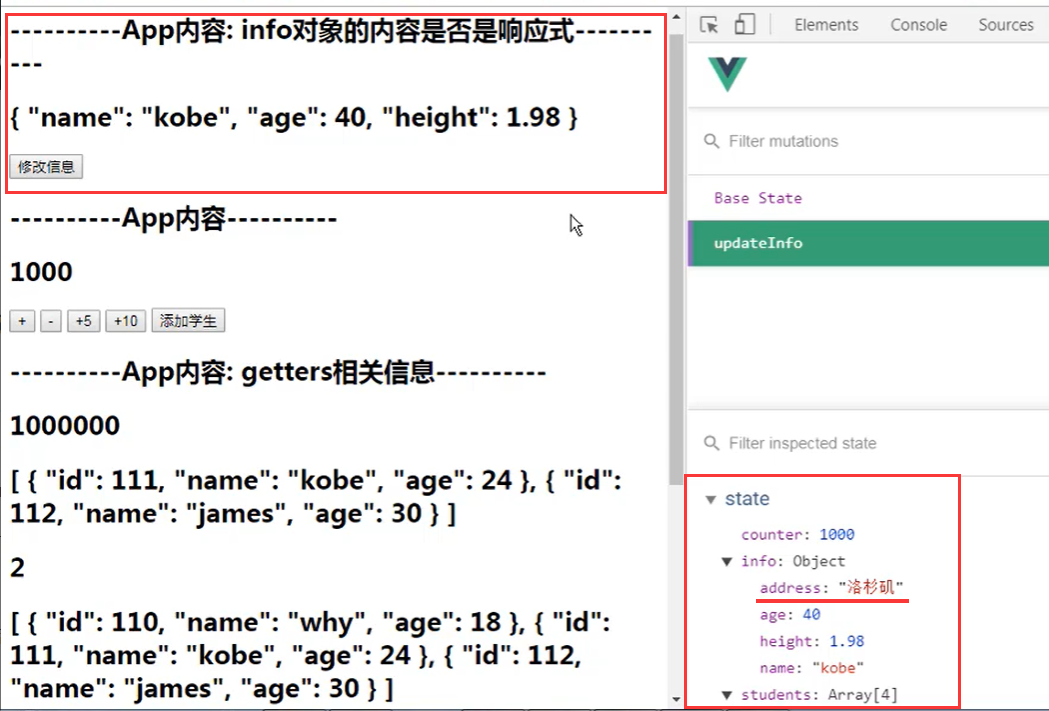 ----------App内容: info对象的内容是否是响应式-------
---
{ "name": "kobe", "age": 40, "height": 1.98 }
修改信息
----------App内容----------
1000
+ - +5 +10 添加学生
----------App内容: getters相关信息----------
1000000
[ { "id": 111, "name": "kobe", "age": 24 }, { "id":
112, "name": "james", "age": 30 } ]
2
[ { "id": 110, "name": "why", "age": 18 }, { "id":
111, "name": "kobe", "age": 24 }, { "id": 112,
"name": "james", "age": 30 } ]
Elements Console Sources
Filter mutations
Base State
updateInfo
Filter inspected state
state
counter: 1000
info: Object
address: "洛杉矶"
age: 40
height: 1.98
name: "kobe"
students: Array[4]